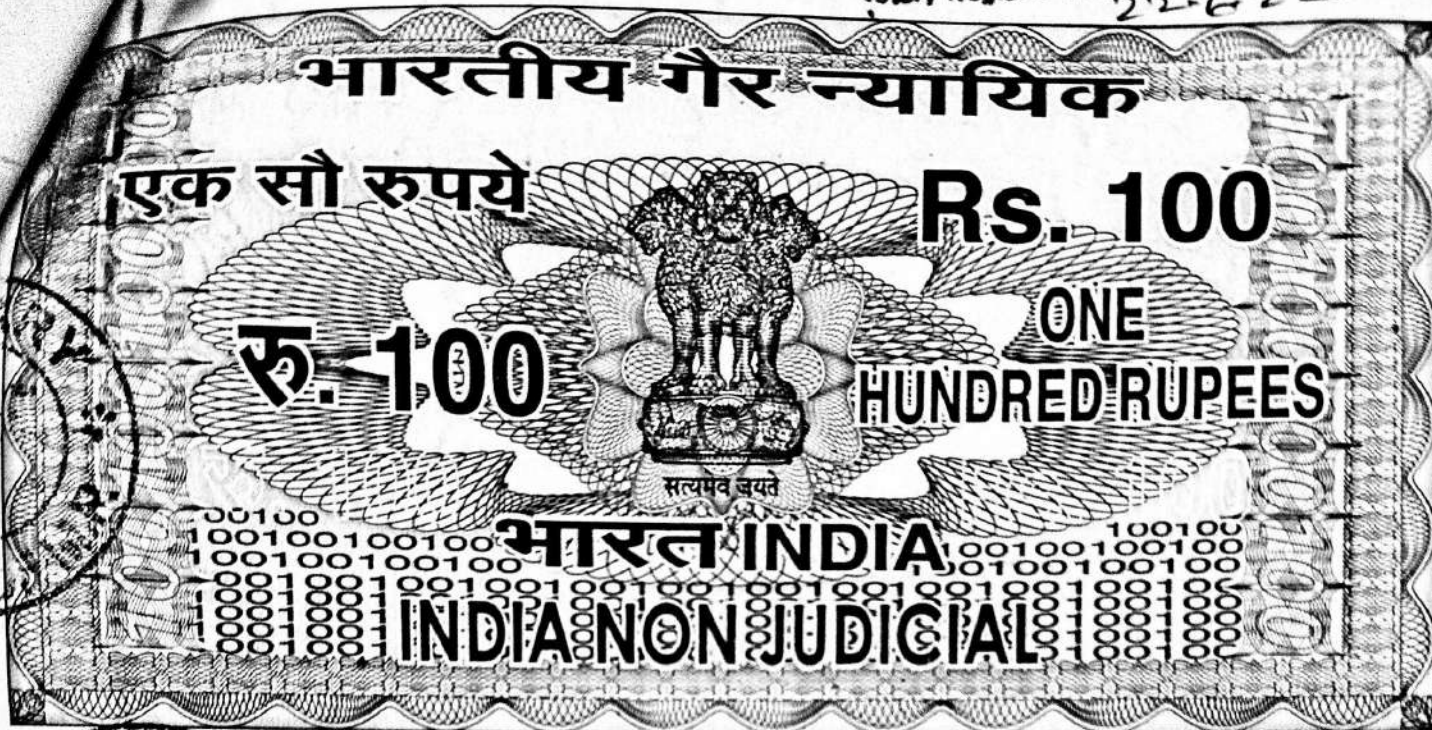 भारतीय गैर न्यायिक
एक सौ रुपये
Rs. 100
रु. 100
ONE
HUNDRED RUPEES
सत्यमेव जयते
भारत INDIA
INDIA NON JUDICIAL